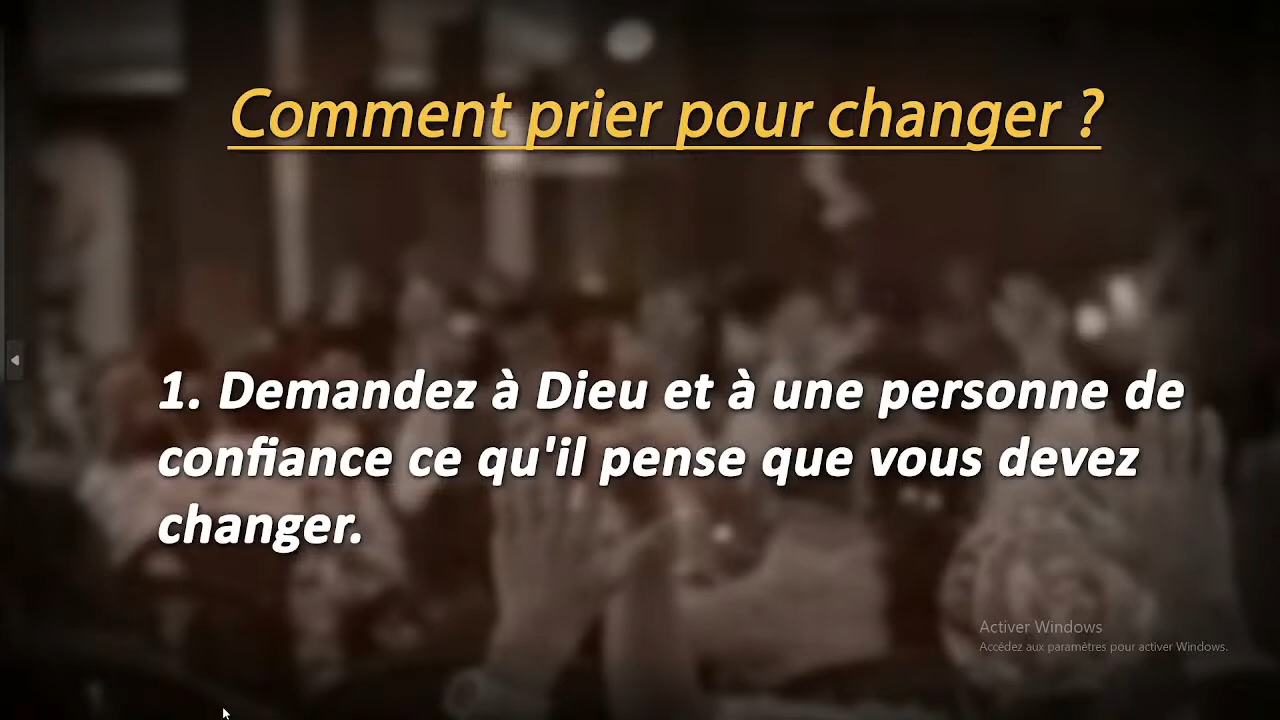 Comment prier pour changer ?
1. Demandez à Dieu et à une personne de
confiance ce qu'il pense que vous devez
changer.
Activer Windows
Accédez aux paramètres pour activer Windows.